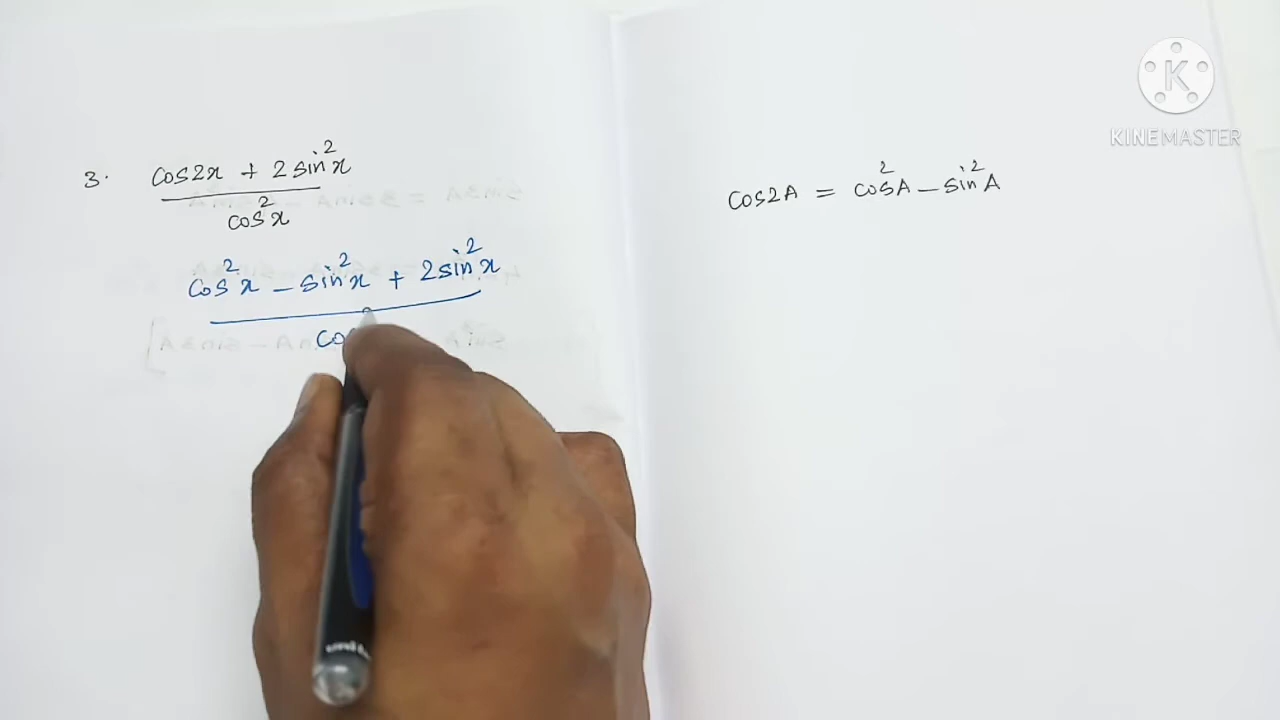 3. cos2x + 2sin²x
cos²x
cos²x - sin²x + 2sin²x
cos2A = cos²A - sin²A
KINEMASTER